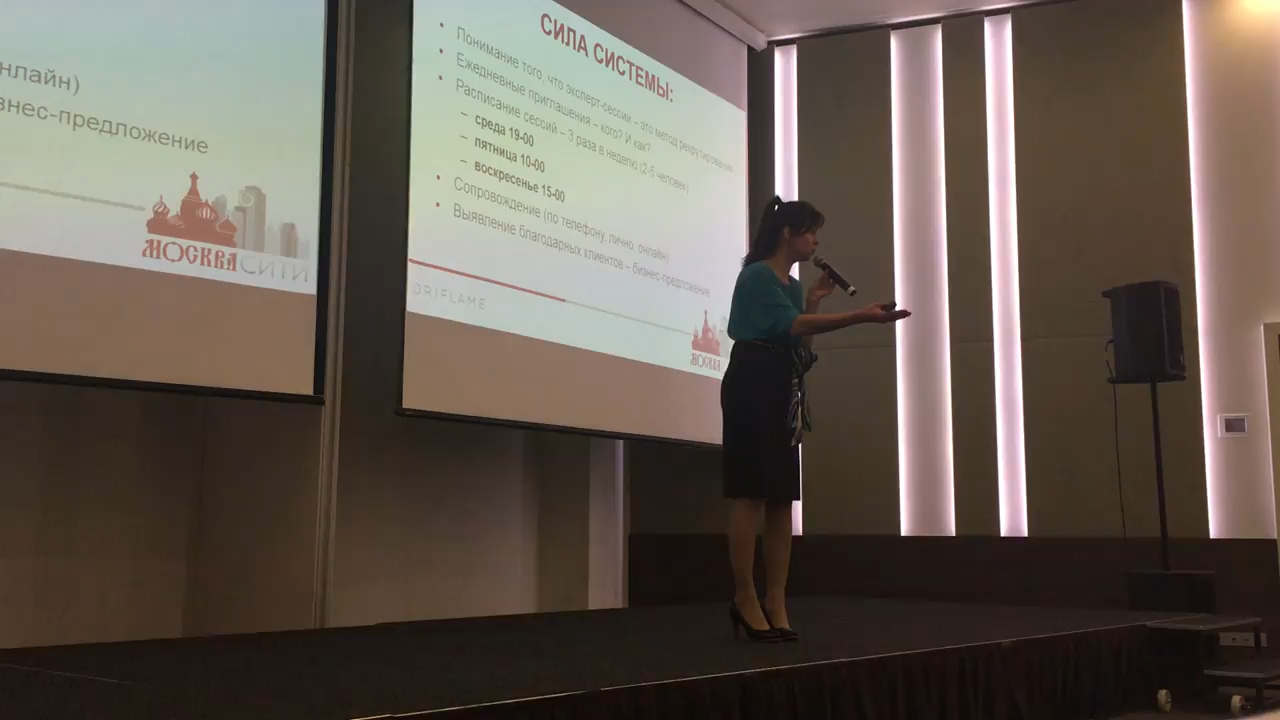 нлайн)
знес-предложение
МОСКВА СИТИ
СИЛА СИСТЕМЫ:
• Понимание того, что эксперт-сессии – это метод рекрутирования
• Ежедневные приглашения – кого? И как?
• Расписание сессий – 3 раза в неделю (2-5 человек)
– среда 19-00
– пятница 10-00
– воскресенье 15-00
• Сопровождение (по телефону, лично, онлайн)
• Выявление благодарных клиентов – бизнес-предложение
ORIFLAME
МОСКВА